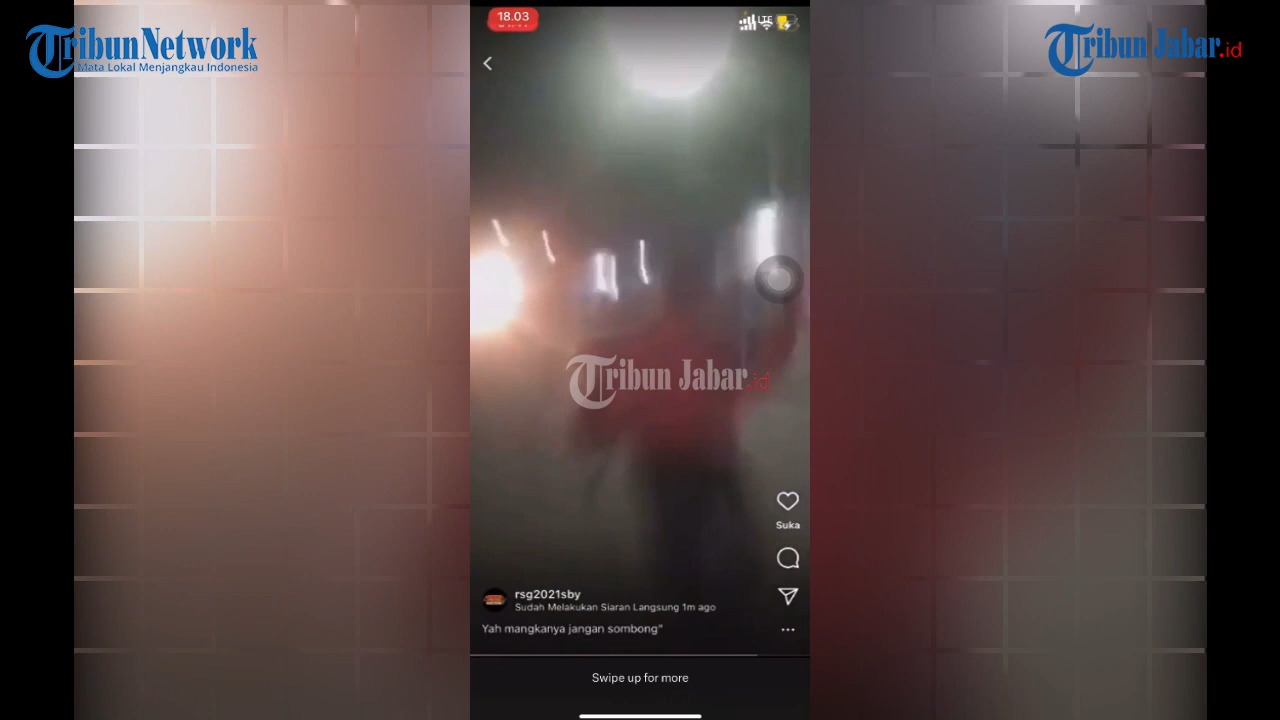 TribunNetwork
Mata Lokal Menjangkau Indonesia
18.03
LTE
Tribun Jabar.id
Tribun Jabar.id
Suka
rsg2021sby
Sudah Melakukan Siaran Langsung 1m ago
Yah mangkanya jangan sombong"
Swipe up for more